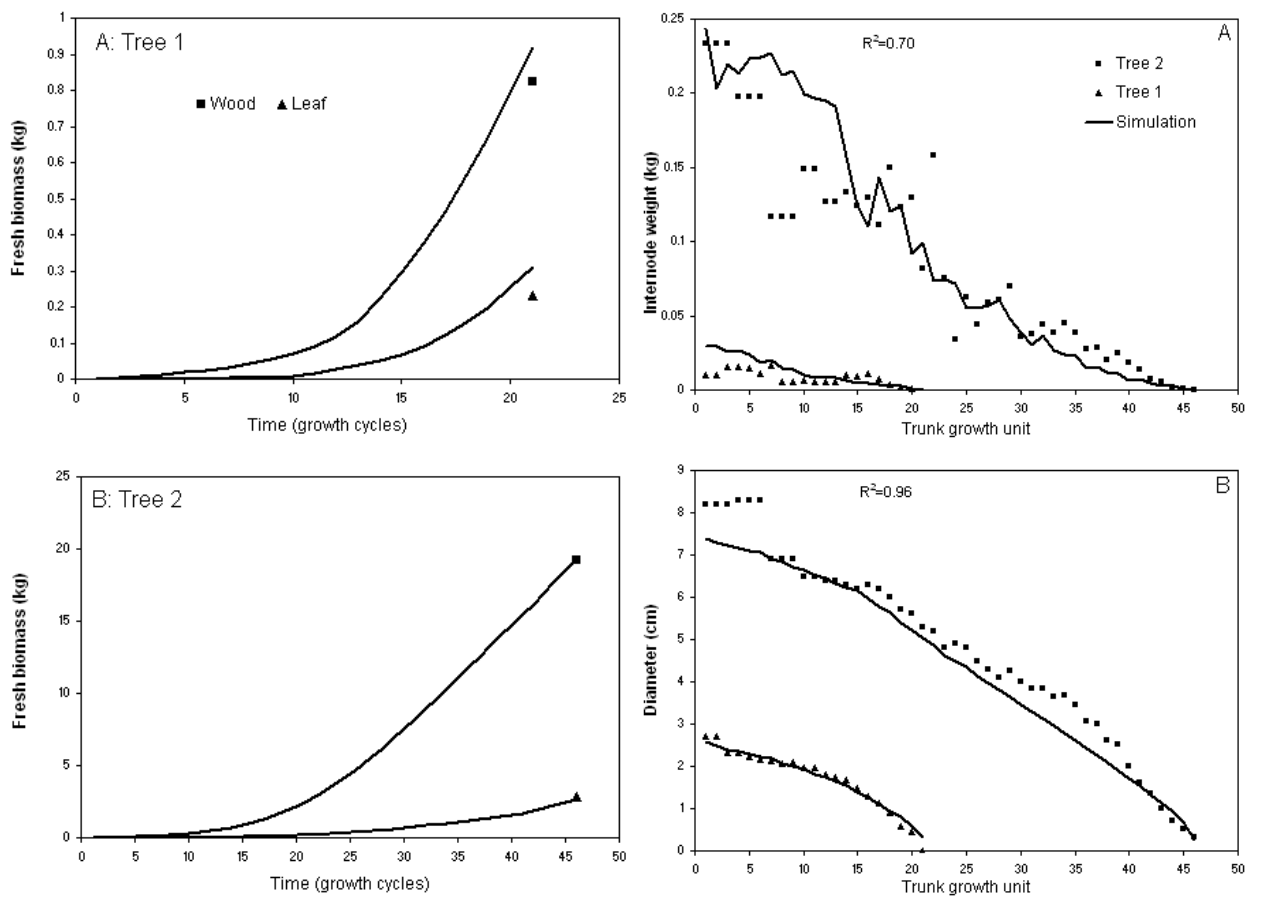 A: Tree 1
1
0.9
0.8
0.7
0.6
0.5
0.4
0.3
0.2
0.1
0
Wood Leaf
Fresh biomass (kg)
0 5 10 15 20 25
Time (growth cycles)
A
R²=0.70
0.25
0.2
0.15
0.1
0.05
0
Tree 2
Tree 1
Simulation
Internode weight (kg)
0 5 10 15 20 25 30 35 40 45 50
Trunk growth unit
B: Tree 2
25
20
15
10
5
0
Fresh biomass (kg)
0 5 10 15 20 25 30 35 40 45 50
Time (growth cycles)
B
R²=0.96
9
8
7
6
5
4
3
2
1
0
Diameter (cm)
0 5 10 15 20 25 30 35 40 45 50
Trunk growth unit